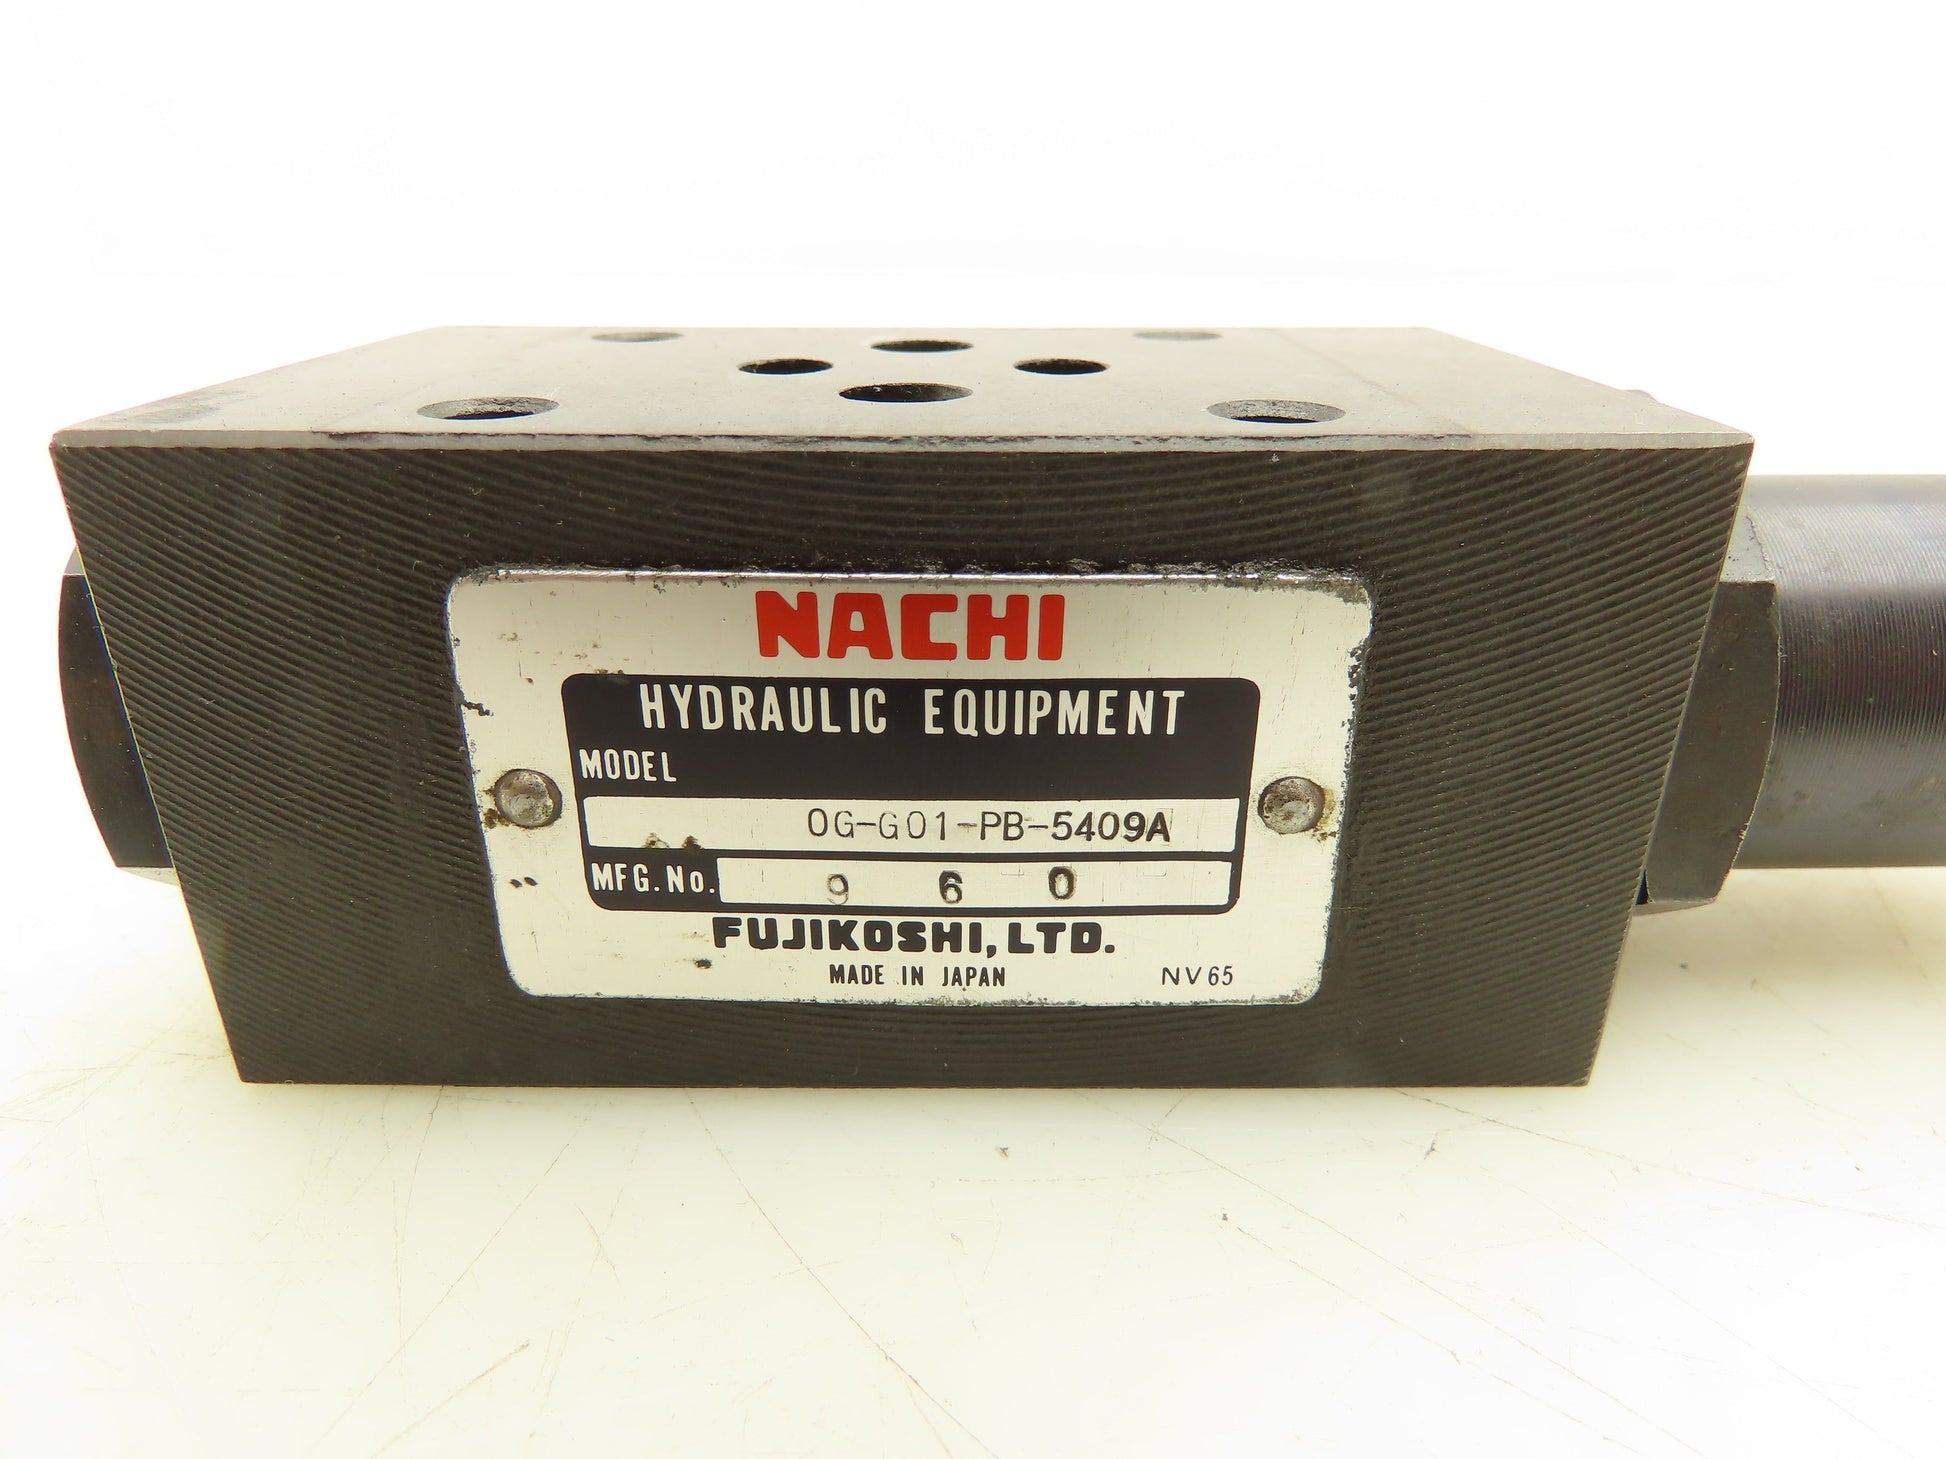 NACHI
HYDRAULIC EQUIPMENT
MODEL
OG-G01-PB-5409A
MFG. No. 9 6 0
FUJIKOSHI, LTD.
MADE IN JAPAN NV65